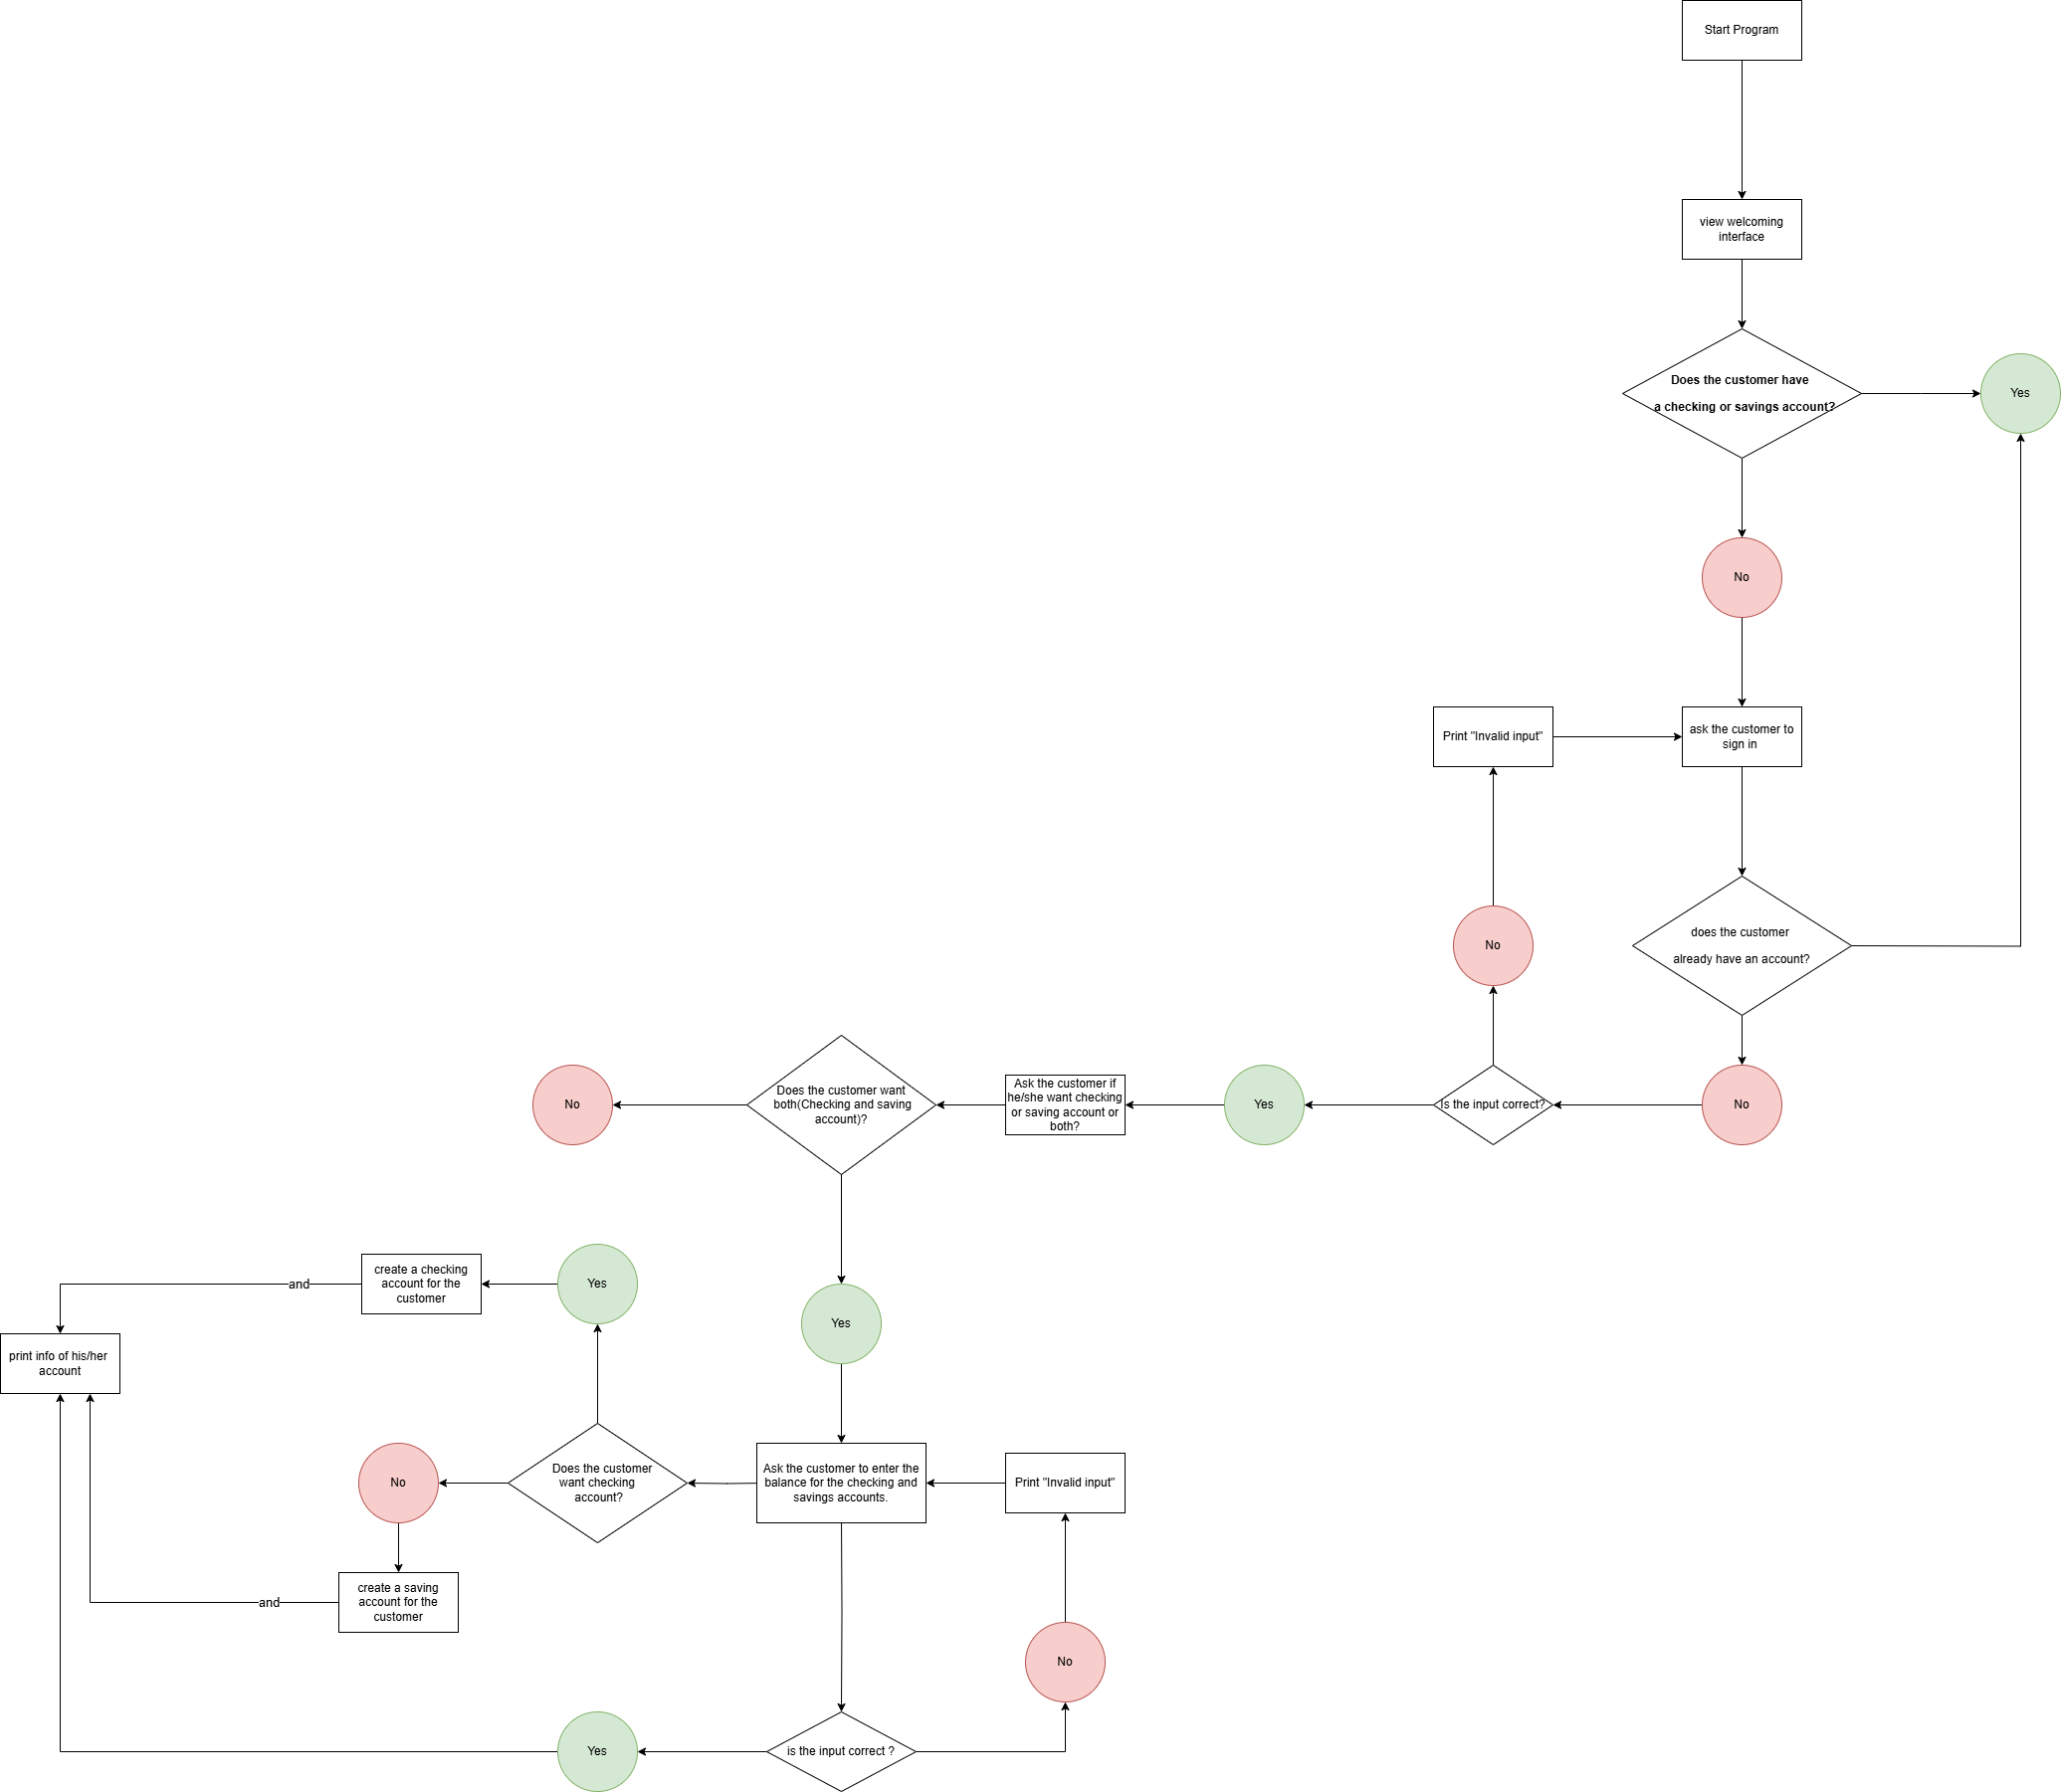 Start Program
view welcoming
interface
Does the customer have
a checking or savings account?
Yes
No
Print "Invalid input"
ask the customer to
sign in
No
does the customer
already have an account?
No
Does the customer want
both(Checking and saving
account)?
Ask the customer if
he/she want checking
or saving account or
both?
Yes
Is the input correct?
No
create a checking
account for the
customer
and
Yes
Yes
print info of his/her
account
No
Does the customer
want checking
account?
Ask the customer to enter the
balance for the checking and
savings accounts.
Print "Invalid input"
create a saving
account for the
customer
and
No
Yes
is the input correct ?